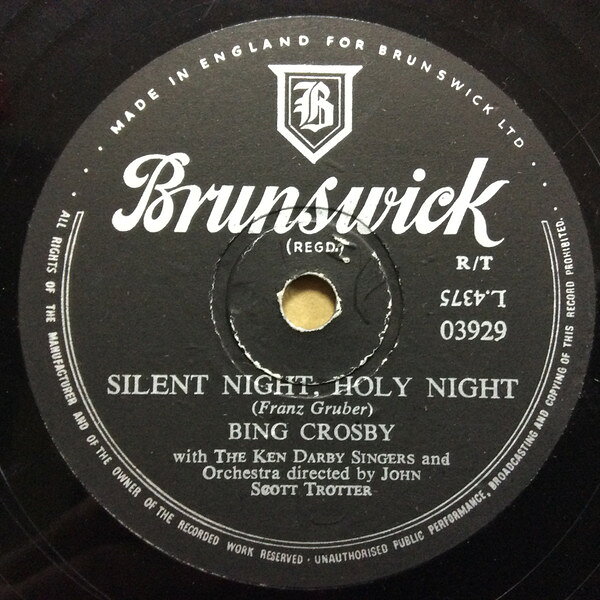 MADE IN ENGLAND FOR BRUNSWICK LTD.
B
Brunswick
(REGD.)
R/T
L.4375
03929
SILENT NIGHT, HOLY NIGHT
(Franz Gruber)
BING CROSBY
with THE KEN DARBY SINGERS and
Orchestra directed by JOHN
SCOTT TROTTER
ALL RIGHTS OF THE MANUFACTURER AND OF THE OWNER OF THE RECORDED WORK RESERVED · UNAUTHORISED PUBLIC PERFORMANCE, BROADCASTING AND COPYING OF THIS RECORD PROHIBITED.